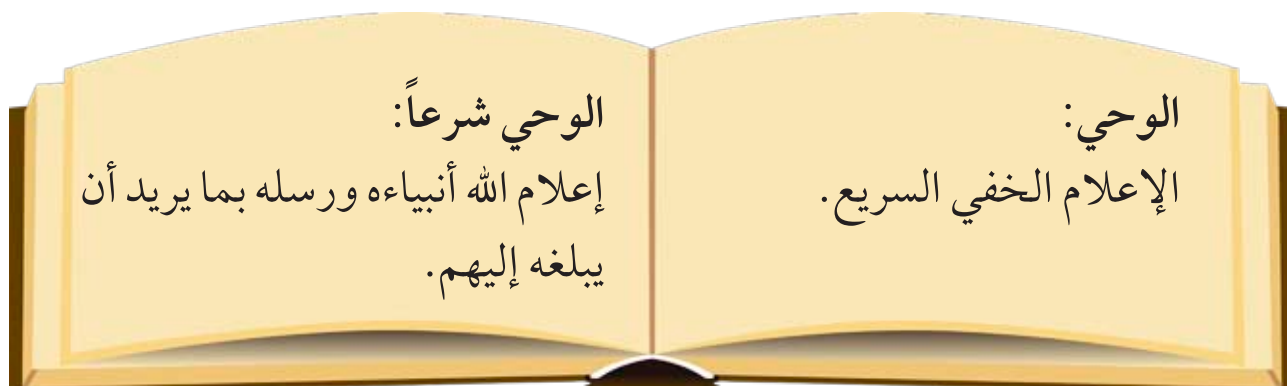 الوحي:
الإعلام الخفي السريع.
الوحي شرعاً:
إعلام الله أنبياءه ورسله بما يريد أن
يبلغه إليهم.